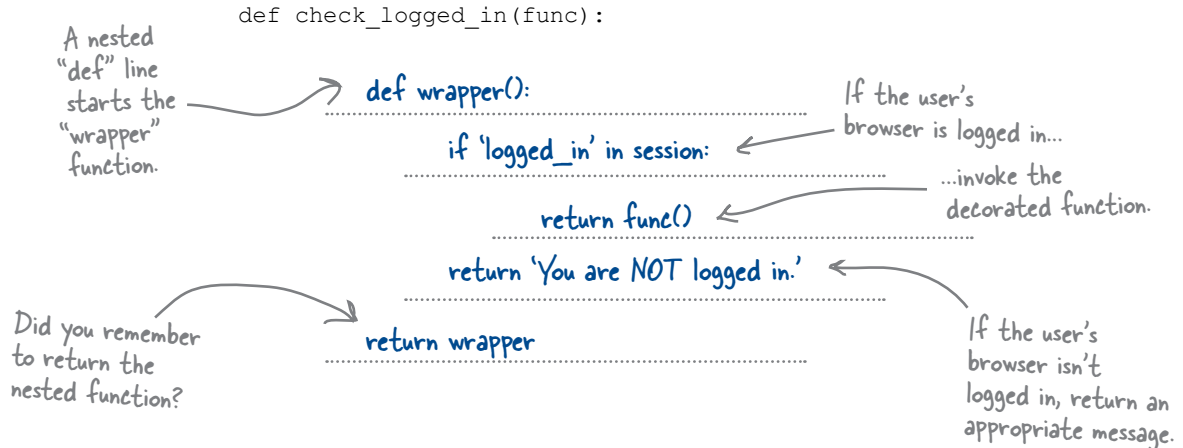 def check_logged_in(func):
A nested
“def” line
starts the
“wrapper”
function.
def wrapper():
If the user's
browser is logged in...
if 'logged_in' in session:
...invoke the
decorated function.
return func()
return 'You are NOT logged in.'
Did you remember
to return the
nested function?
return wrapper
If the user's
browser isn't
logged in, return an
appropriate message.